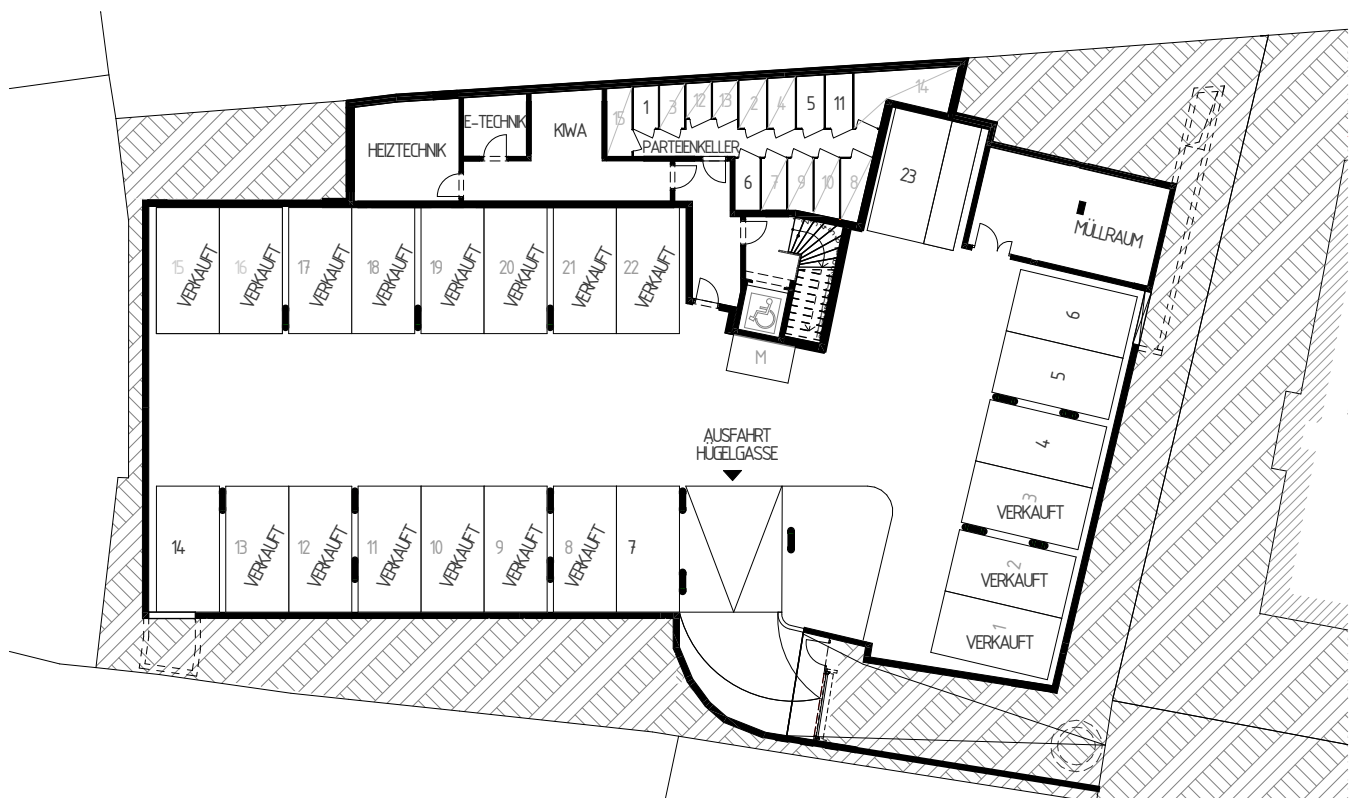 15
1
3
12
13
2
4
5
11
14
E-TECHNIK
KIWA
HEIZTECHNIK
PARTEIENKELLER
6
7
9
10
8
23
MÜLLRAUM
15
VERKAUFT
16
VERKAUFT
17
VERKAUFT
18
VERKAUFT
19
VERKAUFT
20
VERKAUFT
21
VERKAUFT
22
VERKAUFT
M
6
5
4
3
VERKAUFT
2
VERKAUFT
1
VERKAUFT
AUSFAHRT
HÜGELGASSE
14
13
VERKAUFT
12
VERKAUFT
11
VERKAUFT
10
VERKAUFT
9
VERKAUFT
8
VERKAUFT
7